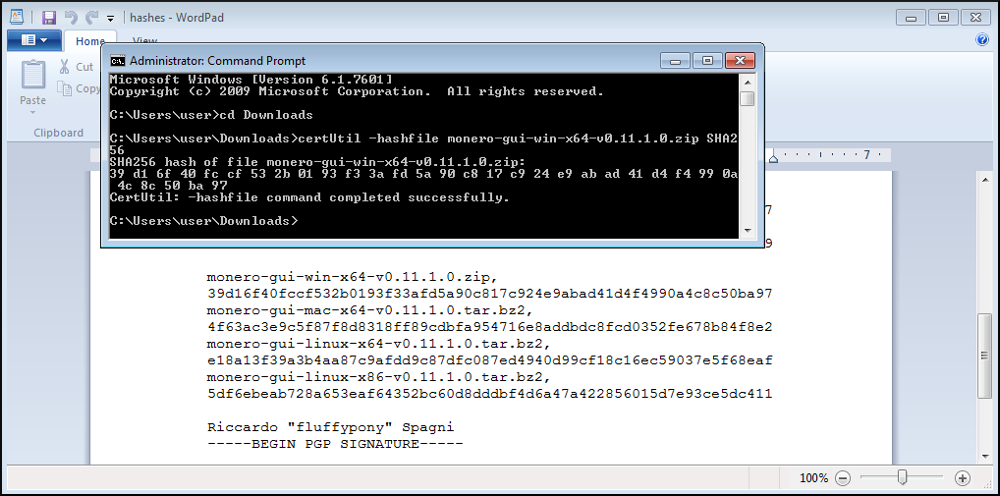 hashes - WordPad
Home
View
Cut
Copy
Paste
Clipboard
Administrator: Command Prompt
Microsoft Windows [Version 6.1.7601]
Copyright (c) 2009 Microsoft Corporation.  All rights reserved.
C:\Users\user>cd Downloads
C:\Users\user\Downloads>certUtil -hashfile monero-gui-win-x64-v0.11.1.0.zip SHA2
56
SHA256 hash of file monero-gui-win-x64-v0.11.1.0.zip:
39 d1 6f 40 fc cf 53 2b 01 93 f3 3a fd 5a 90 c8 17 c9 24 e9 ab ad 41 d4 f4 99 0a
 4c 8c 50 ba 97
CertUtil: -hashfile command completed successfully.
C:\Users\user\Downloads>
7
7
9
monero-gui-win-x64-v0.11.1.0.zip,
39d16f40fccf532b0193f33afd5a90c817c924e9abad41d4f4990a4c8c50ba97
monero-gui-mac-x64-v0.11.1.0.tar.bz2,
4f63ac3e9c5f87f8d8318ff89cdbfa954716e8addbdc8fcd0352fe678b84f8e2
monero-gui-linux-x64-v0.11.1.0.tar.bz2,
e18a13f39a3b4aa87c9afdd9c87dfc087ed4940d99cf18c16ec59037e5f68eaf
monero-gui-linux-x86-v0.11.1.0.tar.bz2,
5df6ebeab728a653eaf64352bc60d8dddbf4d6a47a422856015d7e93ce5dc411
Riccardo "fluffypony" Spagni
-----BEGIN PGP SIGNATURE-----
100%